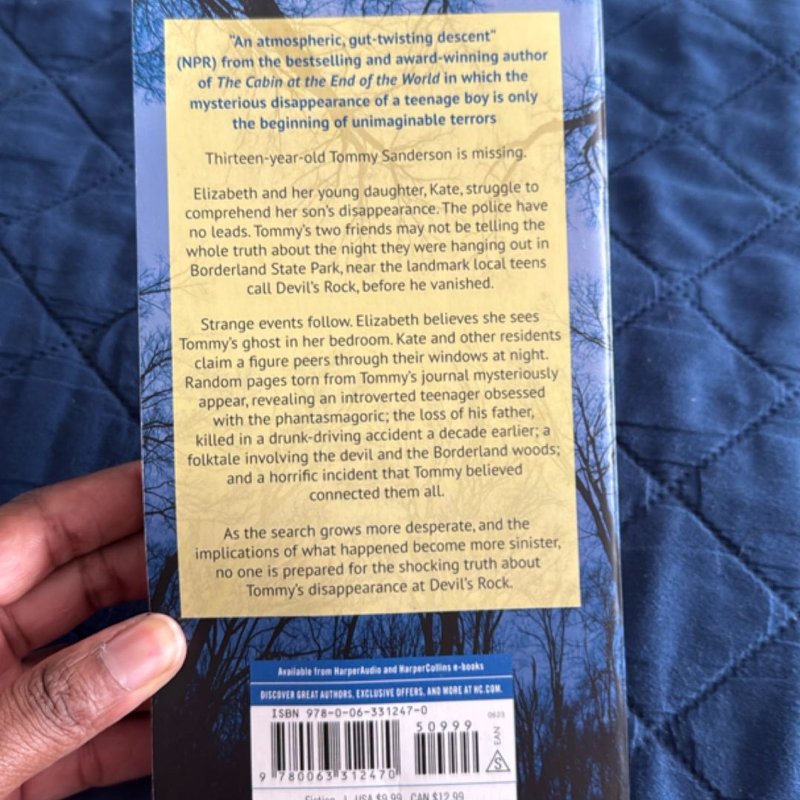 "An atmospheric, gut-twisting descent"
(NPR) from the bestselling and award-winning author
of The Cabin at the End of the World in which the
mysterious disappearance of a teenage boy is only
the beginning of unimaginable terrors
Thirteen-year-old Tommy Sanderson is missing.
Elizabeth and her young daughter, Kate, struggle to
comprehend her son's disappearance. The police have
no leads. Tommy's two friends may not be telling the
whole truth about the night they were hanging out in
Borderland State Park, near the landmark local teens
call Devil's Rock, before he vanished.
Strange events follow. Elizabeth believes she sees
Tommy's ghost in her bedroom. Kate and other residents
claim a figure peers through their windows at night.
Random pages torn from Tommy's journal mysteriously
appear, revealing an introverted teenager obsessed
with the phantasmagoric; the loss of his father,
killed in a drunk-driving accident a decade earlier; a
folktale involving the devil and the Borderland woods;
and a horrific incident that Tommy believed
connected them all.
As the search grows more desperate, and the
implications of what happened become more sinister,
no one is prepared for the shocking truth about
Tommy's disappearance at Devil's Rock.
Available from HarperAudio and HarperCollins e-books
DISCOVER GREAT AUTHORS, EXCLUSIVE OFFERS, AND MORE AT HC.COM.
ISBN 978-0-06-331247-0
50999
0623
EAN
S
9 780063 312470
Fiction | USA $9.99 CAN $12.99